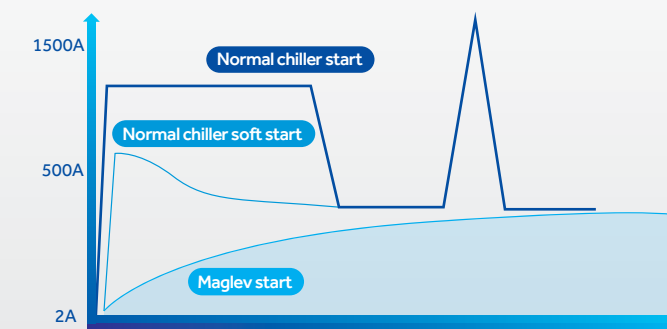 1500A
Normal chiller start
Normal chiller soft start
500A
Maglev start
2A